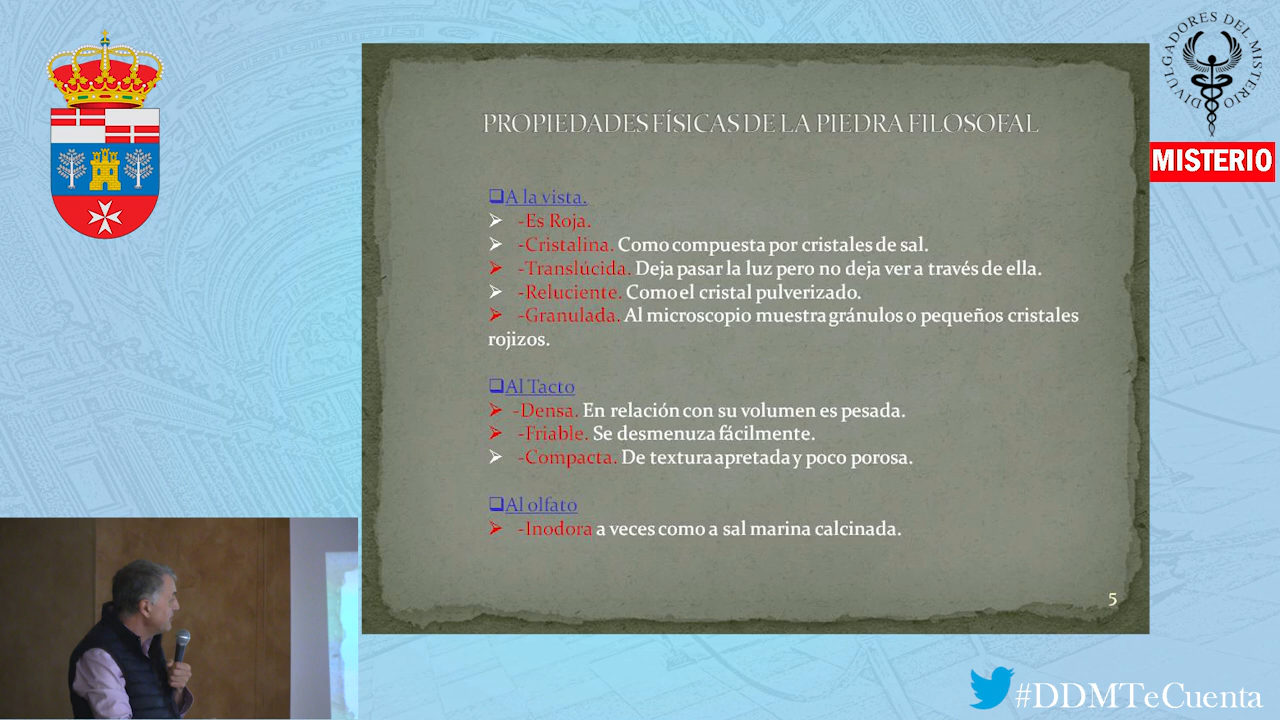 PROPIEDADES FÍSICAS DE LA PIEDRA FILOSOFAL
A la vista.
-Es Roja.
-Cristalina. Como compuesta por cristales de sal.
-Translúcida. Deja pasar la luz pero no deja ver a través de ella.
-Reluciente. Como el cristal pulverizado.
-Granulada. Al microscopio muestra gránulos o pequeños cristales
rojizos.
Al Tacto
-Densa. En relación con su volumen es pesada.
-Friable. Se desmenuza fácilmente.
-Compacta. De textura apretada y poco porosa.
Al olfato
-Inodora a veces como a sal marina calcinada.
5
DIVULGADORES DEL MISTERIO
MISTERIO
#DDMTeCuenta